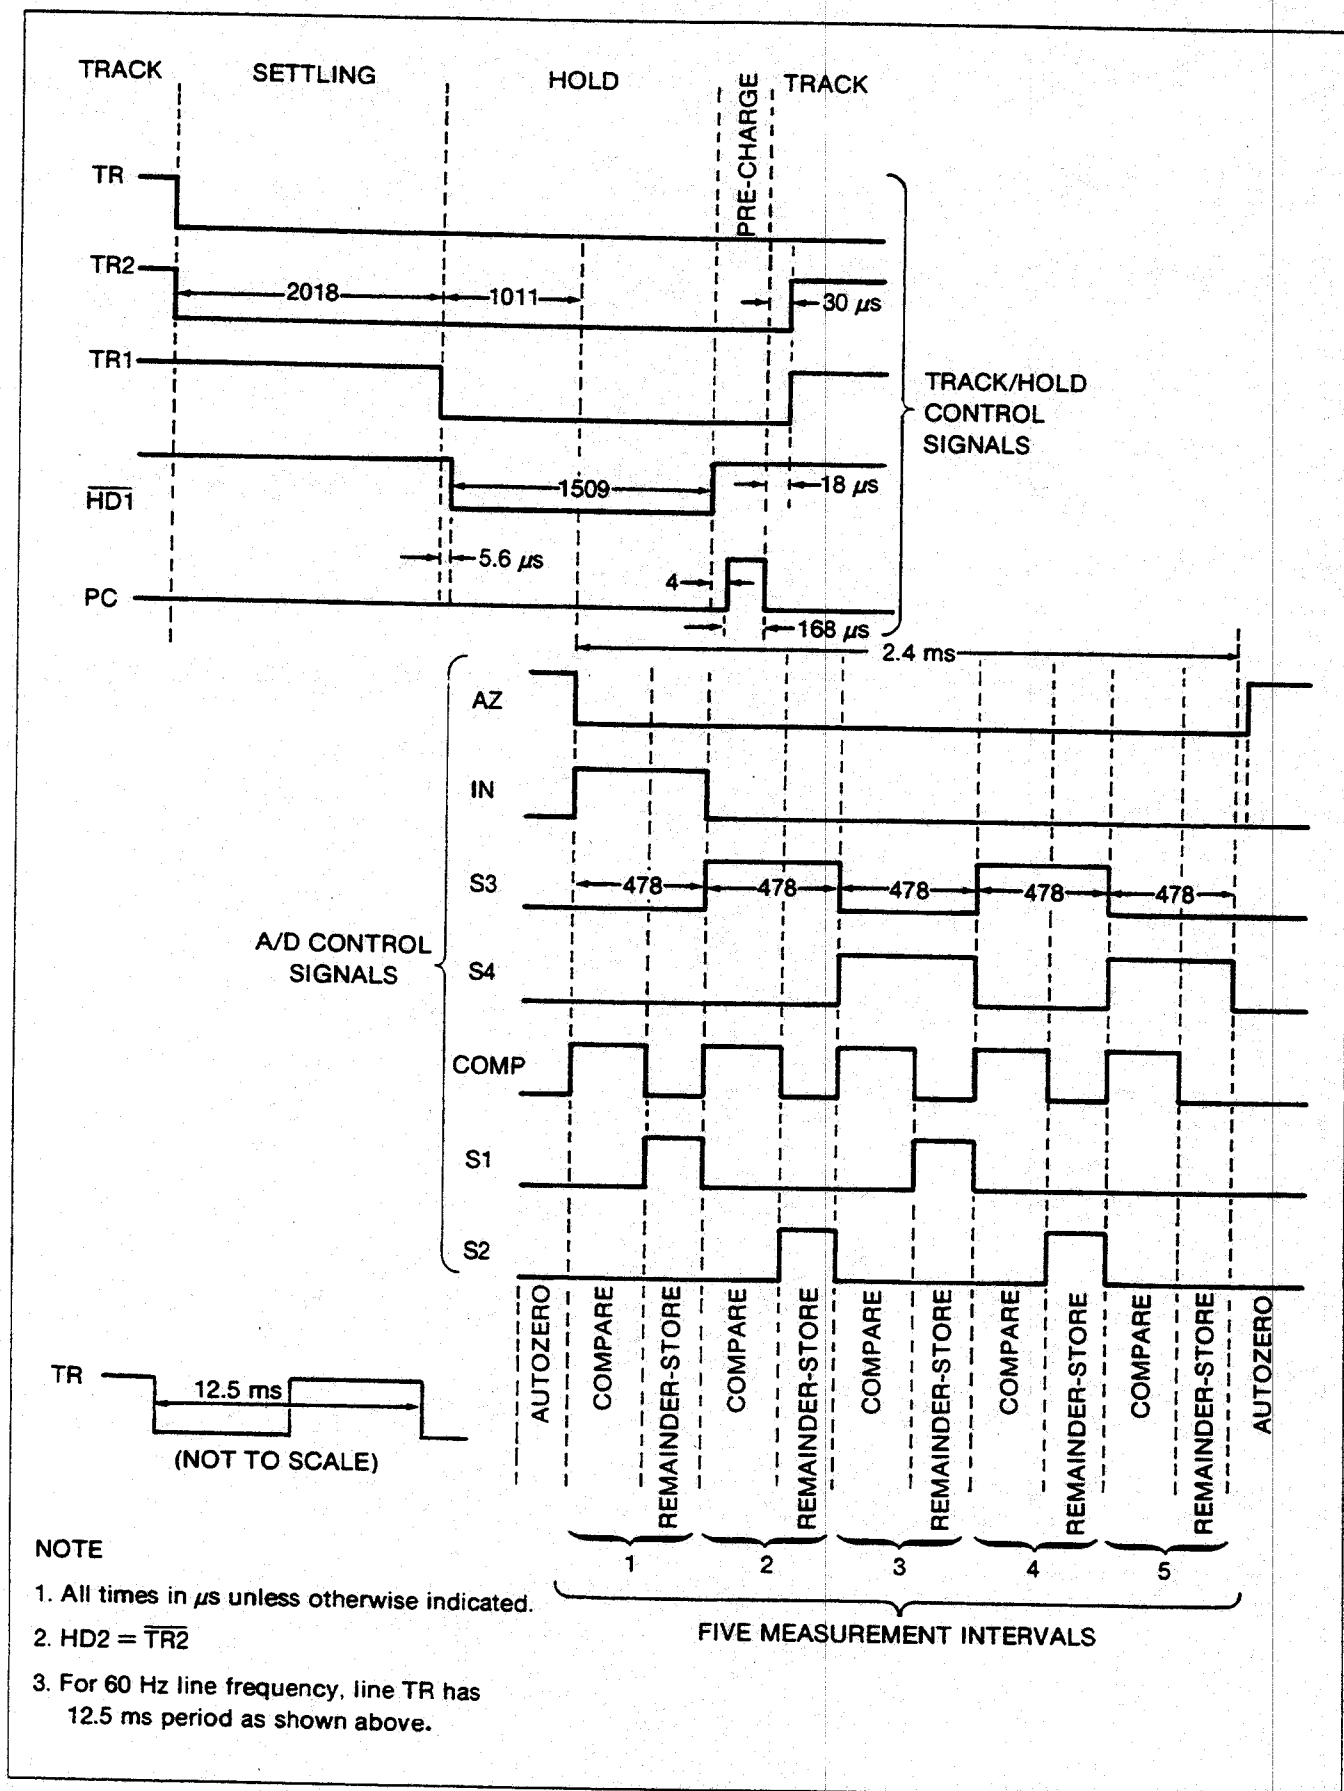 TRACK SETTLING HOLD PRE-CHARGE TRACK
TR
TR2
2018 1011 30 μs
TR1
TRACK/HOLD
CONTROL
SIGNALS
HD1
1509 18 μs
5.6 μs
4
PC
168 μs
2.4 ms
AZ
IN
S3
478 478 478 478 478
A/D CONTROL
SIGNALS
S4
COMP
S1
S2
AUTOZERO COMPARE REMAINDER-STORE COMPARE REMAINDER-STORE COMPARE REMAINDER-STORE COMPARE REMAINDER-STORE COMPARE REMAINDER-STORE AUTOZERO
TR
12.5 ms
(NOT TO SCALE)
1 2 3 4 5
FIVE MEASUREMENT INTERVALS
NOTE
1. All times in μs unless otherwise indicated.
2. HD2 = T̅R̅2̅
3. For 60 Hz line frequency, line TR has
12.5 ms period as shown above.